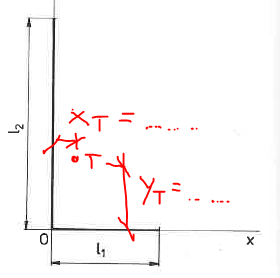 l₂
x_T = ......
T
y_T = ......
0
l₁
x